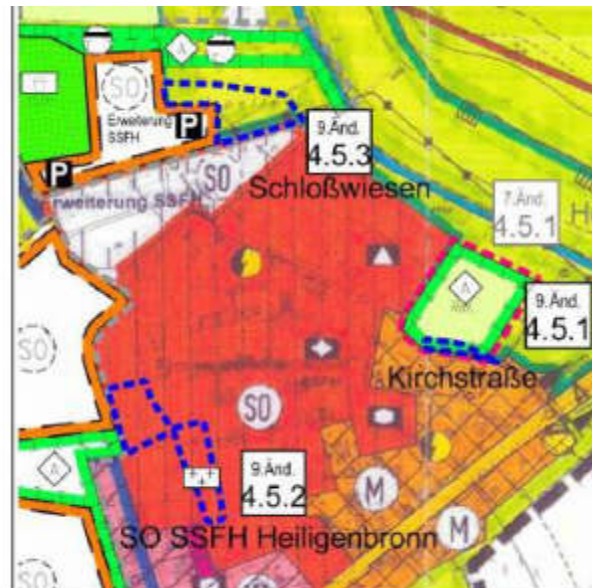 A
SO
Erweiterung
SSFH
P
P
9.Änd.
4.5.3
SO
Schloßwiesen
rweiterung SSFH
7.Änd.
4.5.1
A
9.Änd.
4.5.1
SO
Kirchstraße
SO
A
9.Änd.
4.5.2
M
SO SSFH Heiligenbronn
M
SO